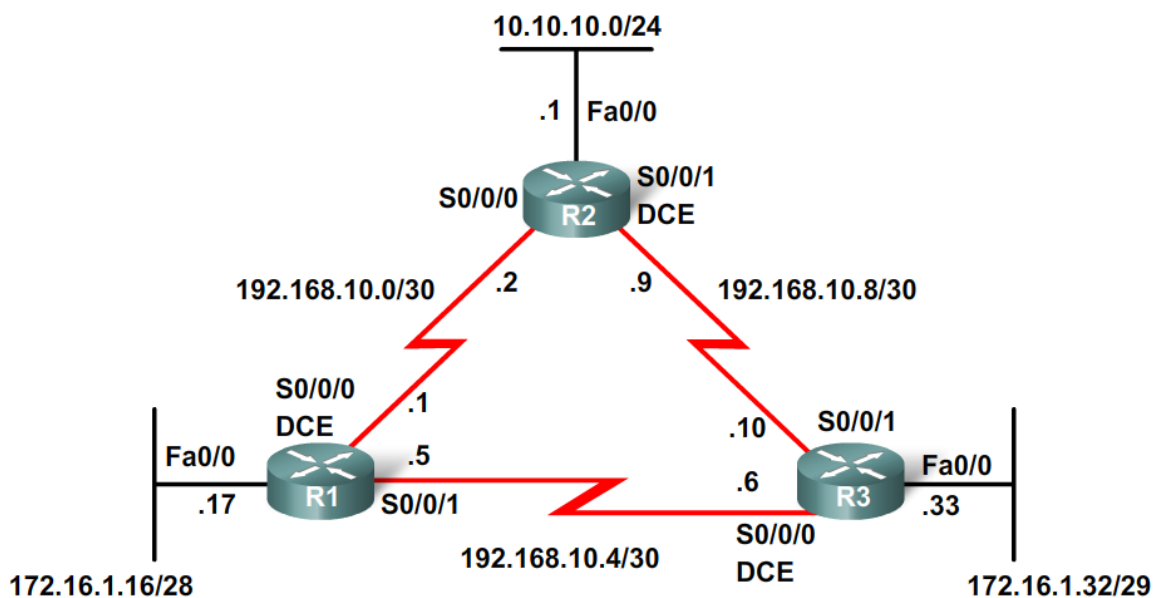 10.10.10.0/24
.1
Fa0/0
S0/0/0
R2
S0/0/1
DCE
192.168.10.0/30
.2
.9
192.168.10.8/30
S0/0/0
DCE
.1
.10
S0/0/1
Fa0/0
.17
R1
.5
S0/0/1
.6
R3
Fa0/0
.33
S0/0/0
DCE
192.168.10.4/30
172.16.1.16/28
172.16.1.32/29